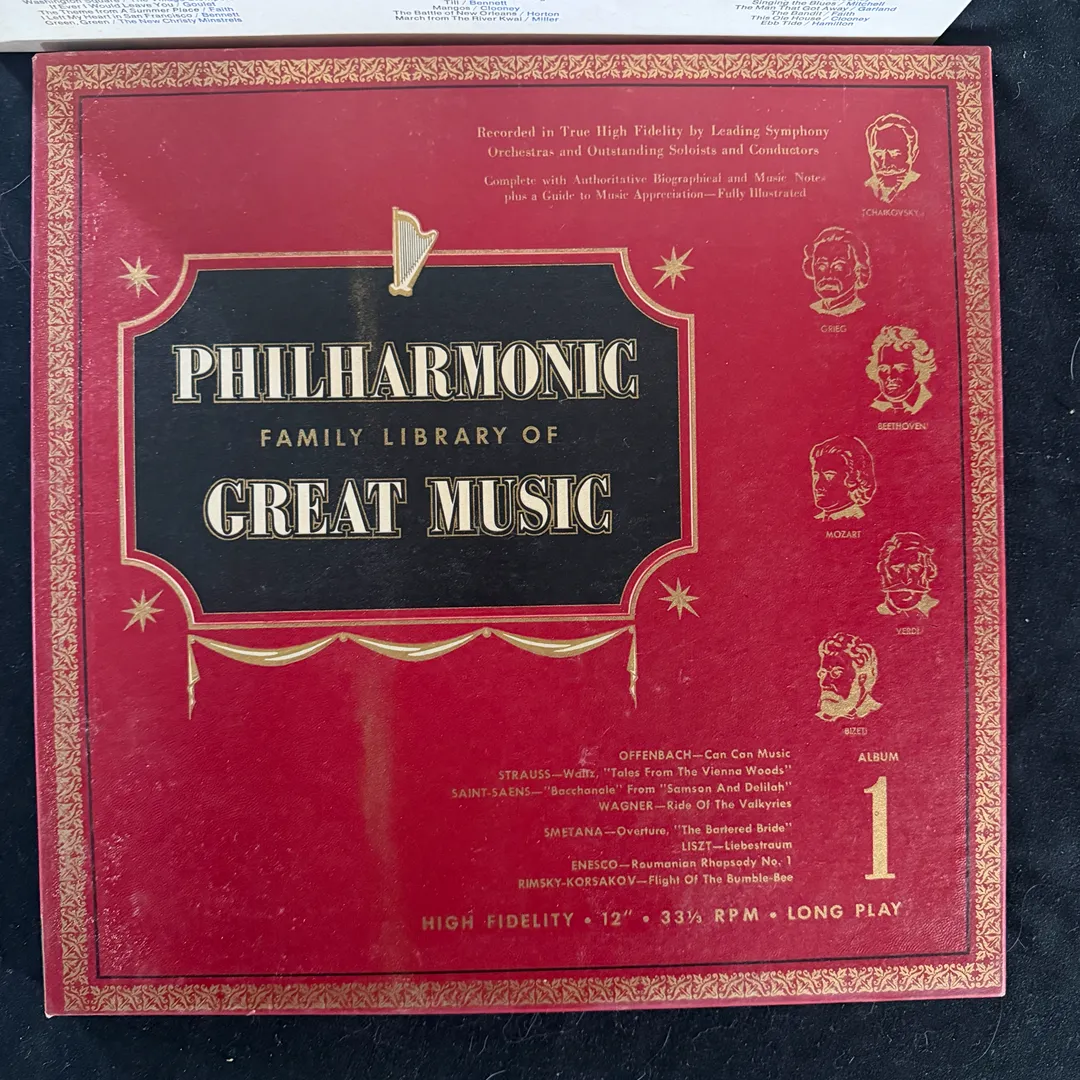 If Ever I Would Leave You / Goulet
The Theme from A Summer Place / Faith
I Left My Heart in San Francisco / Bennett
Green, Green / The New Christy Minstrels
Till / Bennett
Mangos / Clooney
The Battle of New Orleans / Horton
March from The River Kwai / Miller
Singing the Blues / Mitchell
The Man That Got Away / Garland
The Bandit / Faith
This Ole House / Clooney
Ebb Tide / Hamilton
Recorded in True High Fidelity by Leading Symphony
Orchestras and Outstanding Soloists and Conductors
Complete with Authoritative Biographical and Music Notes
plus a Guide to Music Appreciation—Fully Illustrated
TCHAIKOVSKY
GRIEG
BEETHOVEN
MOZART
VERDI
BIZET
PHILHARMONIC
FAMILY LIBRARY OF
GREAT MUSIC
OFFENBACH—Can Can Music
STRAUSS—Waltz, "Tales From The Vienna Woods"
SAINT-SAENS—"Bacchanale" From "Samson And Delilah"
WAGNER—Ride Of The Valkyries
SMETANA—Overture, "The Bartered Bride"
LISZT—Liebestraum
ENESCO—Roumanian Rhapsody No. 1
RIMSKY-KORSAKOV—Flight Of The Bumble-Bee
ALBUM
1
HIGH FIDELITY • 12" • 33⅓ RPM • LONG PLAY